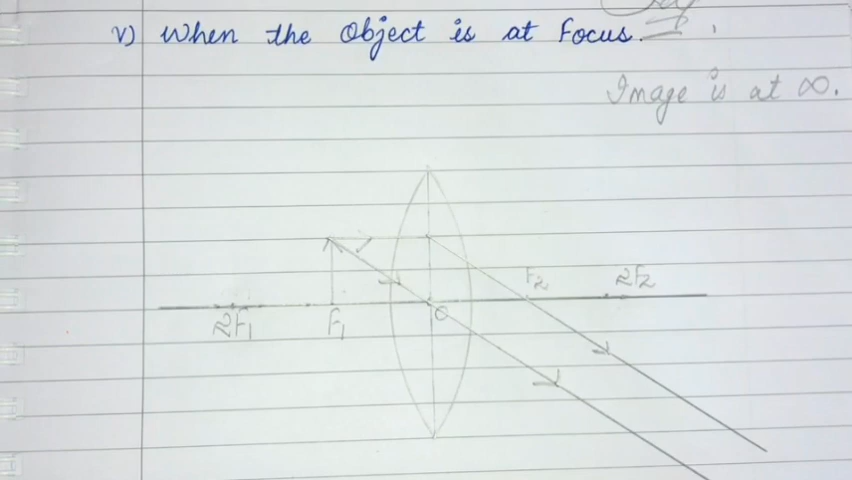 v) When the object is at Focus.
Image is at ∞.
F2 2F2
2F1 F1 O